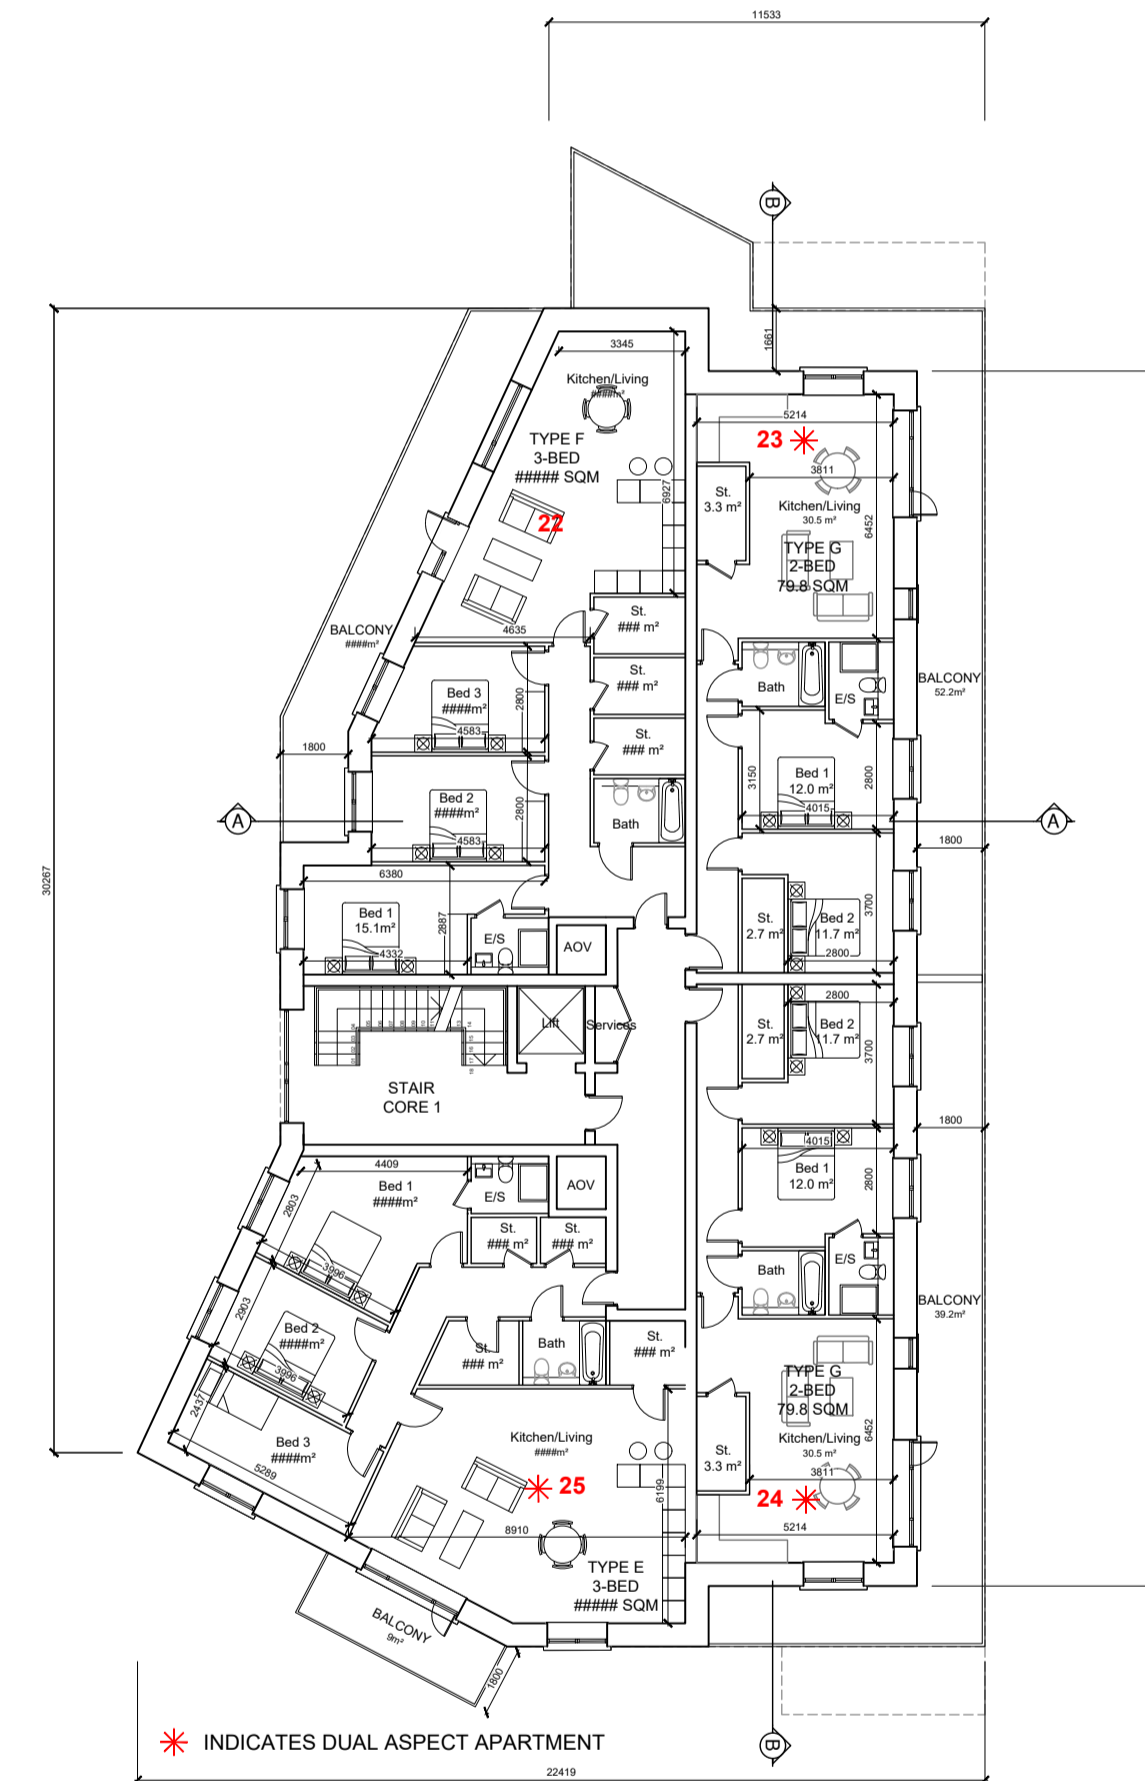 11533
B
1661
3345
Kitchen/Living
TYPE F
3-BED
##### SQM
22
6927
5214
23
3811
St.
3.3 m²
Kitchen/Living
30.5 m²
6452
TYPE G
2-BED
79.8 SQM
BALCONY
####m²
4635
St.
### m²
St.
### m²
St.
### m²
Bed 3
####m²
4583
2800
Bath
E/S
BALCONY
52.2m²
1800
Bed 2
####m²
4583
2800
Bath
3150
Bed 1
12.0 m²
4015
2800
A
A
1800
30267
6380
Bed 1
15.1m²
4332
2887
E/S
AOV
St.
2.7 m²
Bed 2
11.7 m²
2800
3700
Lift
Services
STAIR
CORE 1
St.
2.7 m²
2800
Bed 2
11.7 m²
3700
1800
4409
Bed 1
####m²
2803
3996
E/S
AOV
St.
### m²
St.
### m²
4015
Bed 1
12.0 m²
2800
2903
Bed 2
####m²
3996
St.
### m²
Bath
St.
### m²
Bath
E/S
BALCONY
39.2m²
2437
Bed 3
####m²
5289
Kitchen/Living
####m²
25
6199
8910
TYPE E
3-BED
##### SQM
TYPE G
2-BED
79.8 SQM
Kitchen/Living
30.5 m²
6452
St.
3.3 m²
3811
24
5214
BALCONY
9m²
1800
INDICATES DUAL ASPECT APARTMENT
B
22419